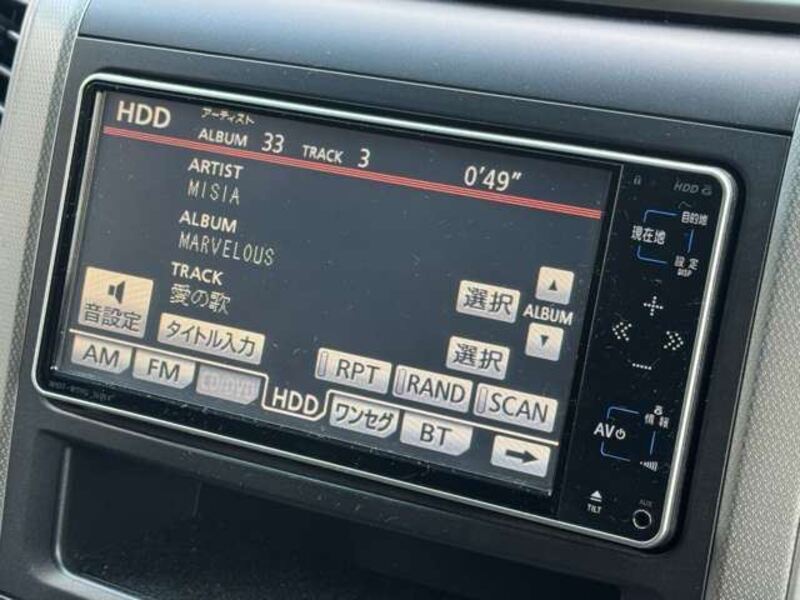 HDD
アーティスト
ALBUM 33 TRACK 3 0'49"
ARTIST
MISIA
ALBUM
MARVELOUS
TRACK
愛の歌
音設定
タイトル入力
選択
ALBUM
選択
RPT RAND SCAN
AM FM CD/DVD HDD ワンセグ BT
HDD
目的地
現在地
設定
DISP
情報
AV
TILT
AUX